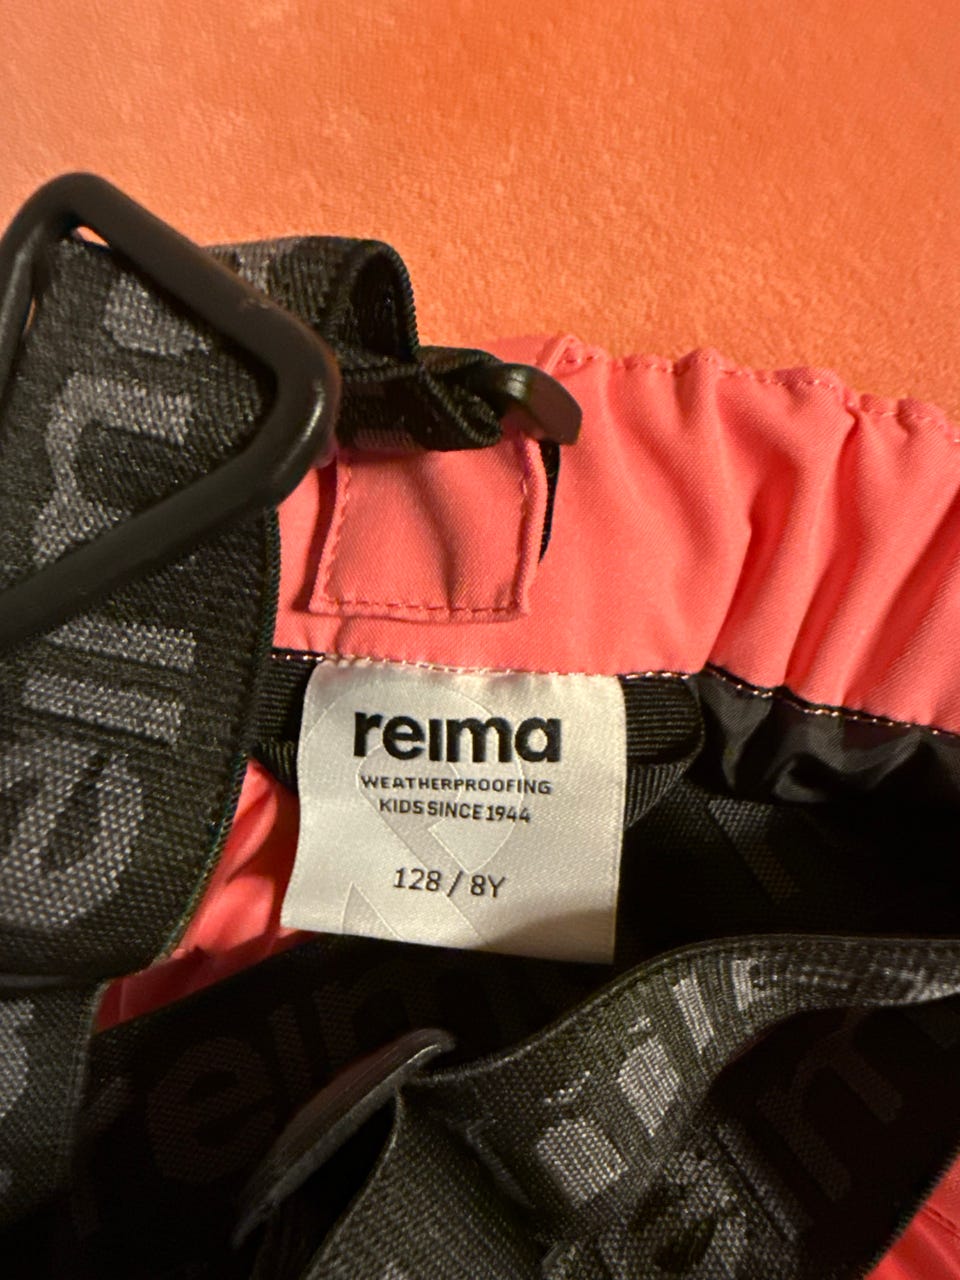 reima
WEATHERPROOFING
KIDS SINCE 1944
128 / 8Y